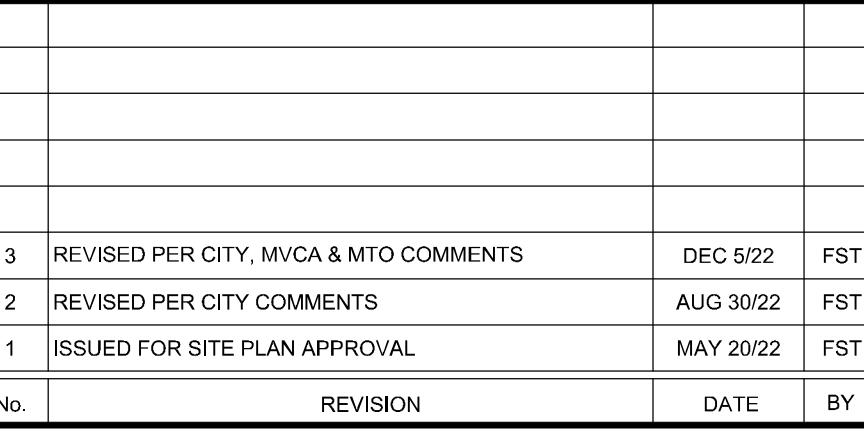 3 REVISED PER CITY, MVCA & MTO COMMENTS DEC 5/22 FST
2 REVISED PER CITY COMMENTS AUG 30/22 FST
1 ISSUED FOR SITE PLAN APPROVAL MAY 20/22 FST
No. REVISION DATE BY